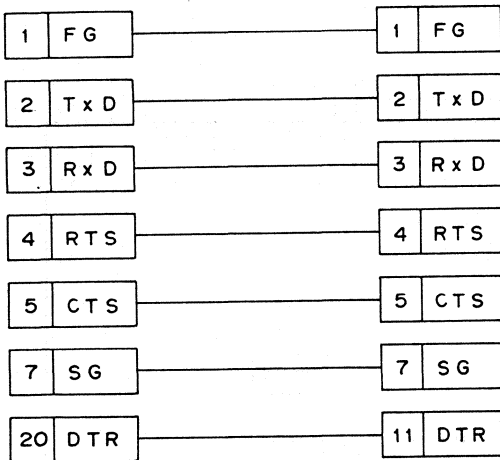 1 FG 1 FG
2 TxD 2 TxD
3 RxD 3 RxD
4 RTS 4 RTS
5 CTS 5 CTS
7 SG 7 SG
20 DTR 11 DTR